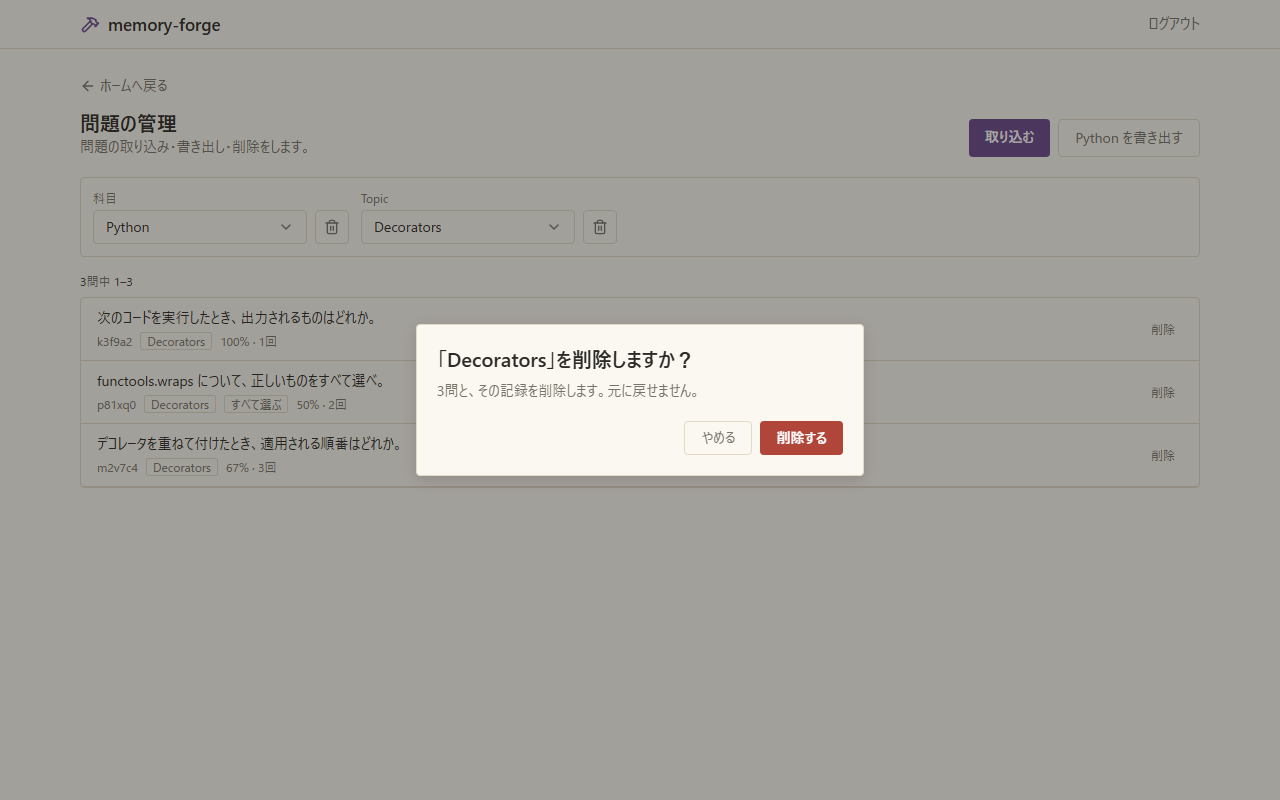 memory-forge
ログアウト
← ホームへ戻る
問題の管理
問題の取り込み・書き出し・削除をします。
取り込む
Python を書き出す
科目
Topic
Python
Decorators
3問中 1–3
次のコードを実行したとき、出力されるものはどれか。
k3f9a2 Decorators 100% · 1回
削除
functools.wraps について、正しいものをすべて選べ。
p81xq0 Decorators すべて選ぶ 50% · 2回
削除
デコレータを重ねて付けたとき、適用される順番はどれか。
m2v7c4 Decorators 67% · 3回
削除
「Decorators」を削除しますか？
3問と、その記録を削除します。元に戻せません。
やめる
削除する